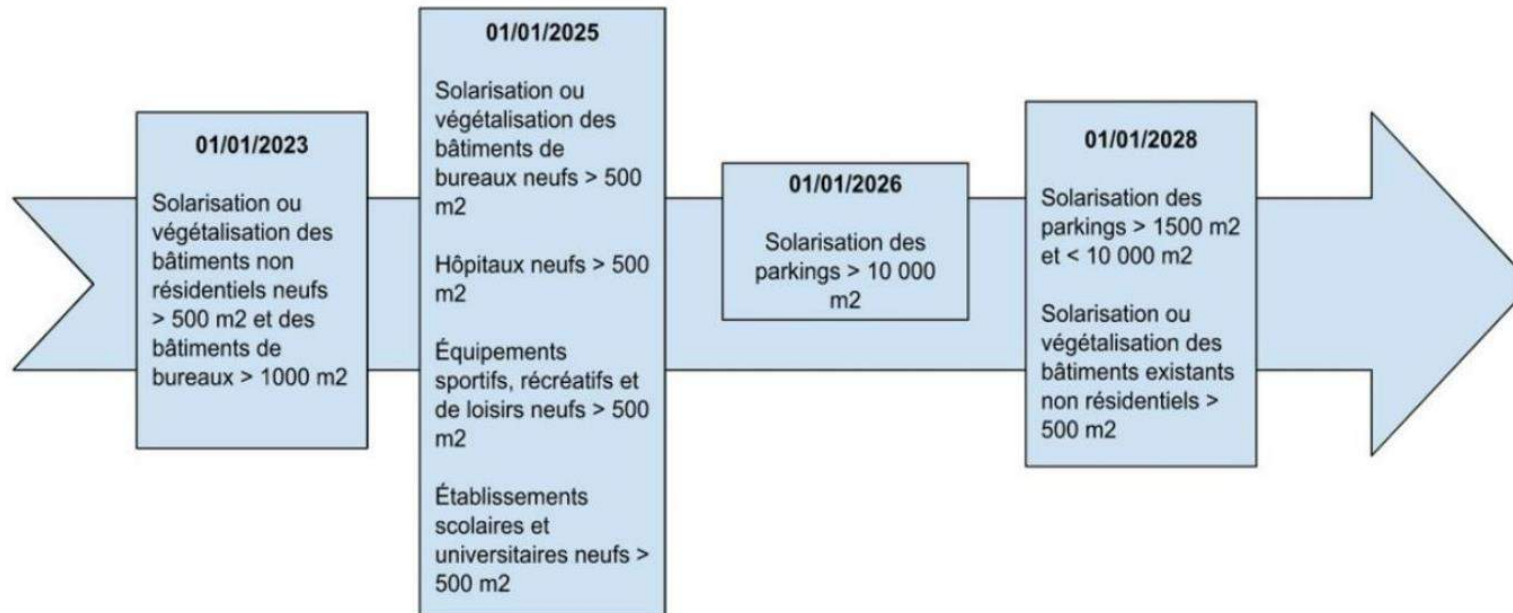 01/01/2023
Solarisation ou
végétalisation des
bâtiments non
résidentiels neufs
> 500 m2 et des
bâtiments de
bureaux > 1000 m2
01/01/2025
Solarisation ou
végétalisation des
bâtiments de
bureaux neufs > 500
m2
Hôpitaux neufs > 500
m2
Équipements
sportifs, récréatifs et
de loisirs neufs > 500
m2
Établissements
scolaires et
universitaires neufs >
500 m2
01/01/2026
Solarisation des
parkings > 10 000
m2
01/01/2028
Solarisation des
parkings > 1500 m2
et < 10 000 m2
Solarisation ou
végétalisation des
bâtiments existants
non résidentiels >
500 m2